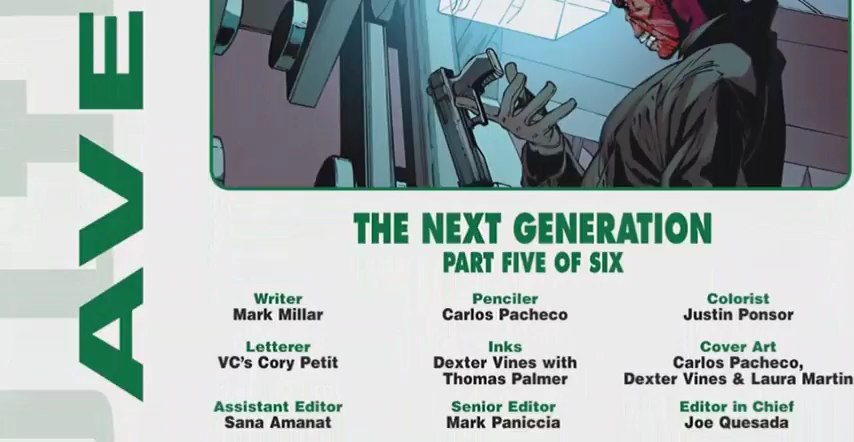 AVE
THE NEXT GENERATION
PART FIVE OF SIX
Writer
Mark Millar
Penciler
Carlos Pacheco
Colorist
Justin Ponsor
Letterer
VC's Cory Petit
Inks
Dexter Vines with
Thomas Palmer
Cover Art
Carlos Pacheco,
Dexter Vines & Laura Martin
Assistant Editor
Sana Amanat
Senior Editor
Mark Paniccia
Editor in Chief
Joe Quesada